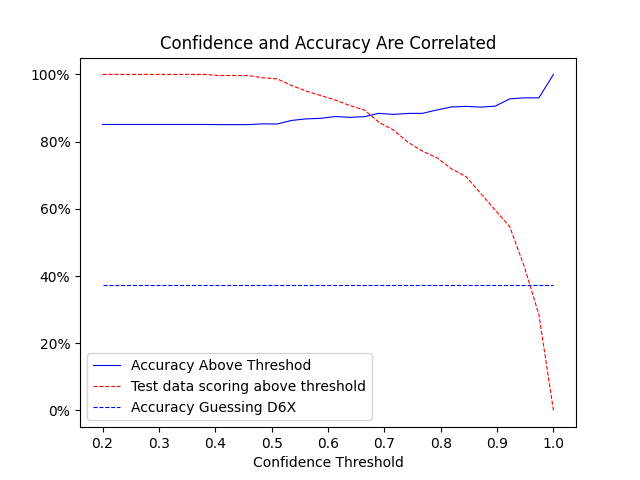 Confidence and Accuracy Are Correlated
100%
80%
60%
40%
20%
0%
Accuracy Above Threshod
Test data scoring above threshold
Accuracy Guessing D6X
0.2 0.3 0.4 0.5 0.6 0.7 0.8 0.9 1.0
Confidence Threshold